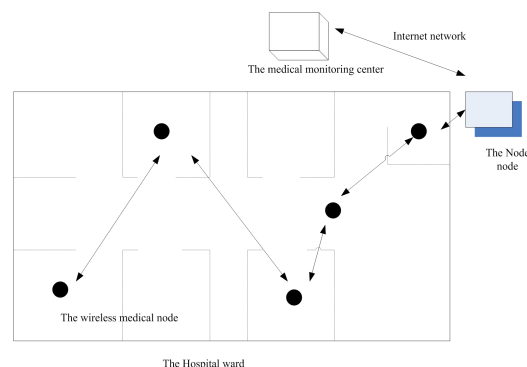 Internet network
The medical monitoring center
The Node
node
The wireless medical node
The Hospital ward